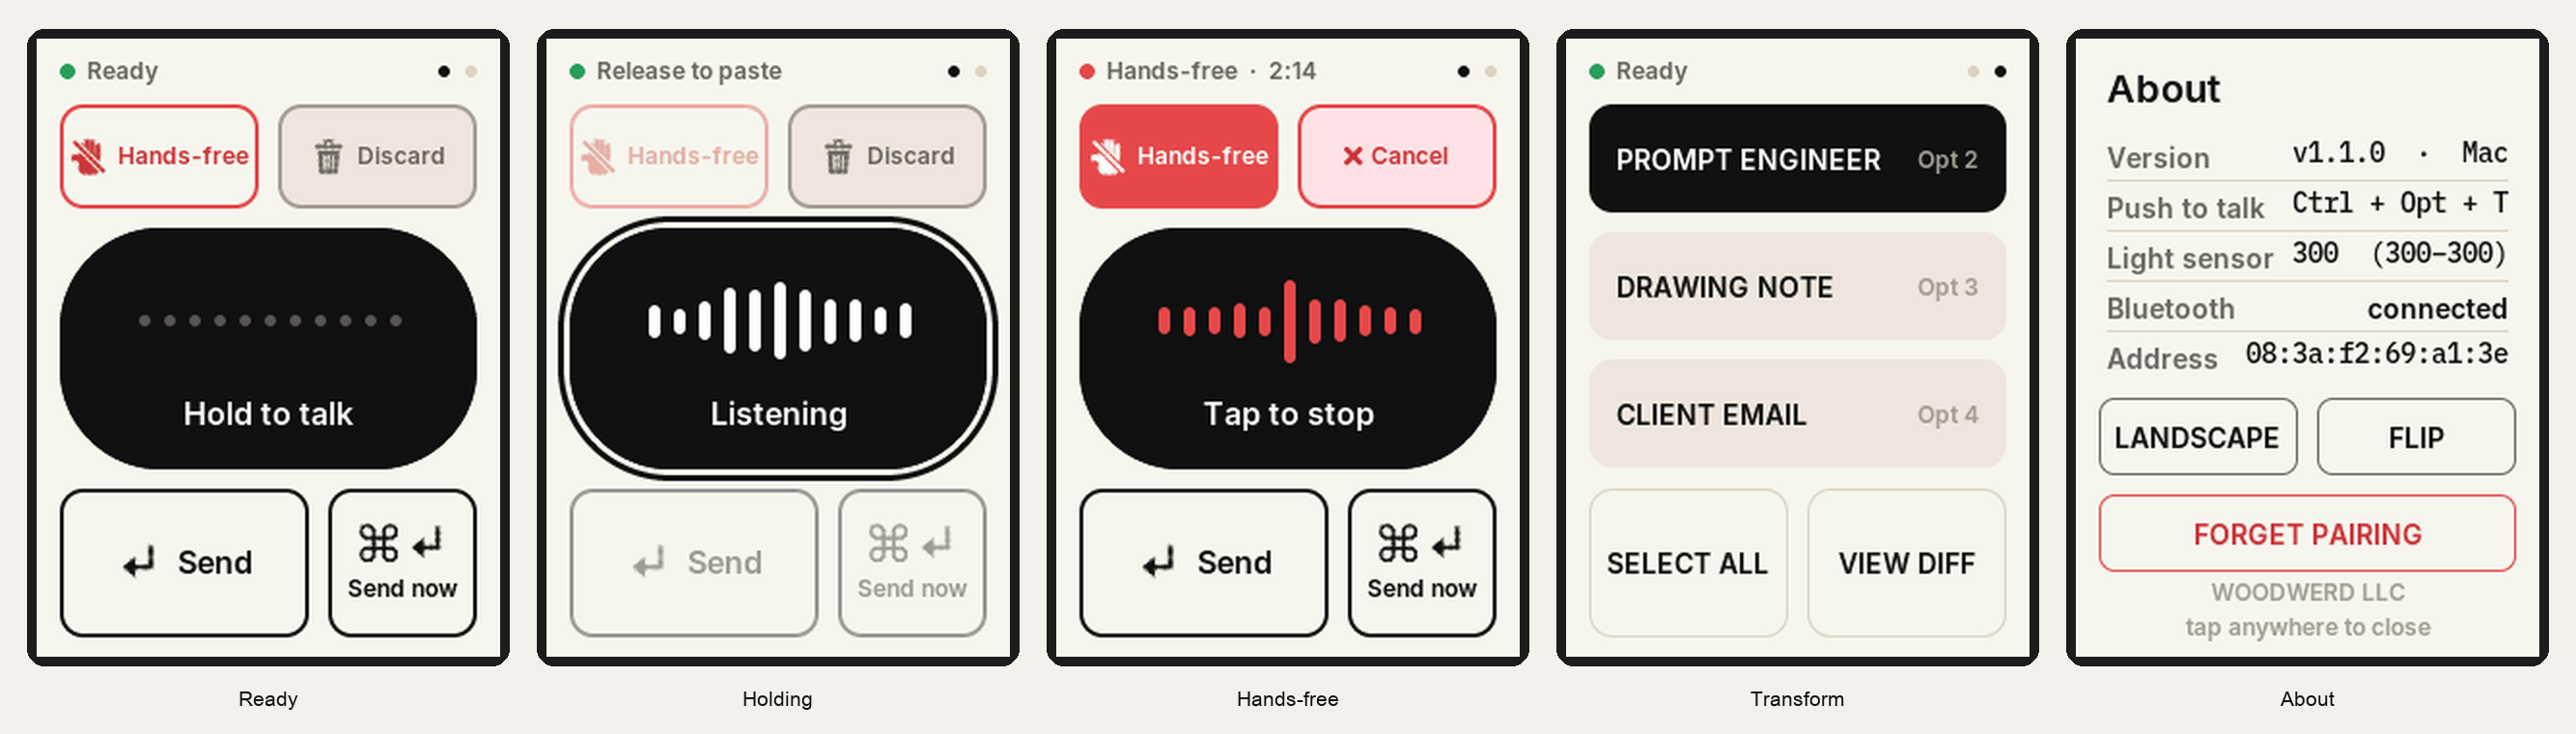 Ready
Hands-free
Discard
Hold to talk
Send
⌘ ↵
Send now
Ready
Release to paste
Hands-free
Discard
Listening
Send
⌘ ↵
Send now
Holding
Hands-free · 2:14
Hands-free
Cancel
Tap to stop
Send
⌘ ↵
Send now
Hands-free
Ready
PROMPT ENGINEER Opt 2
DRAWING NOTE Opt 3
CLIENT EMAIL Opt 4
SELECT ALL
VIEW DIFF
Transform
About
Version v1.1.0 · Mac
Push to talk Ctrl + Opt + T
Light sensor 300 (300–300)
Bluetooth connected
Address 08:3a:f2:69:a1:3e
LANDSCAPE
FLIP
FORGET PAIRING
WOODWERD LLC
tap anywhere to close
About